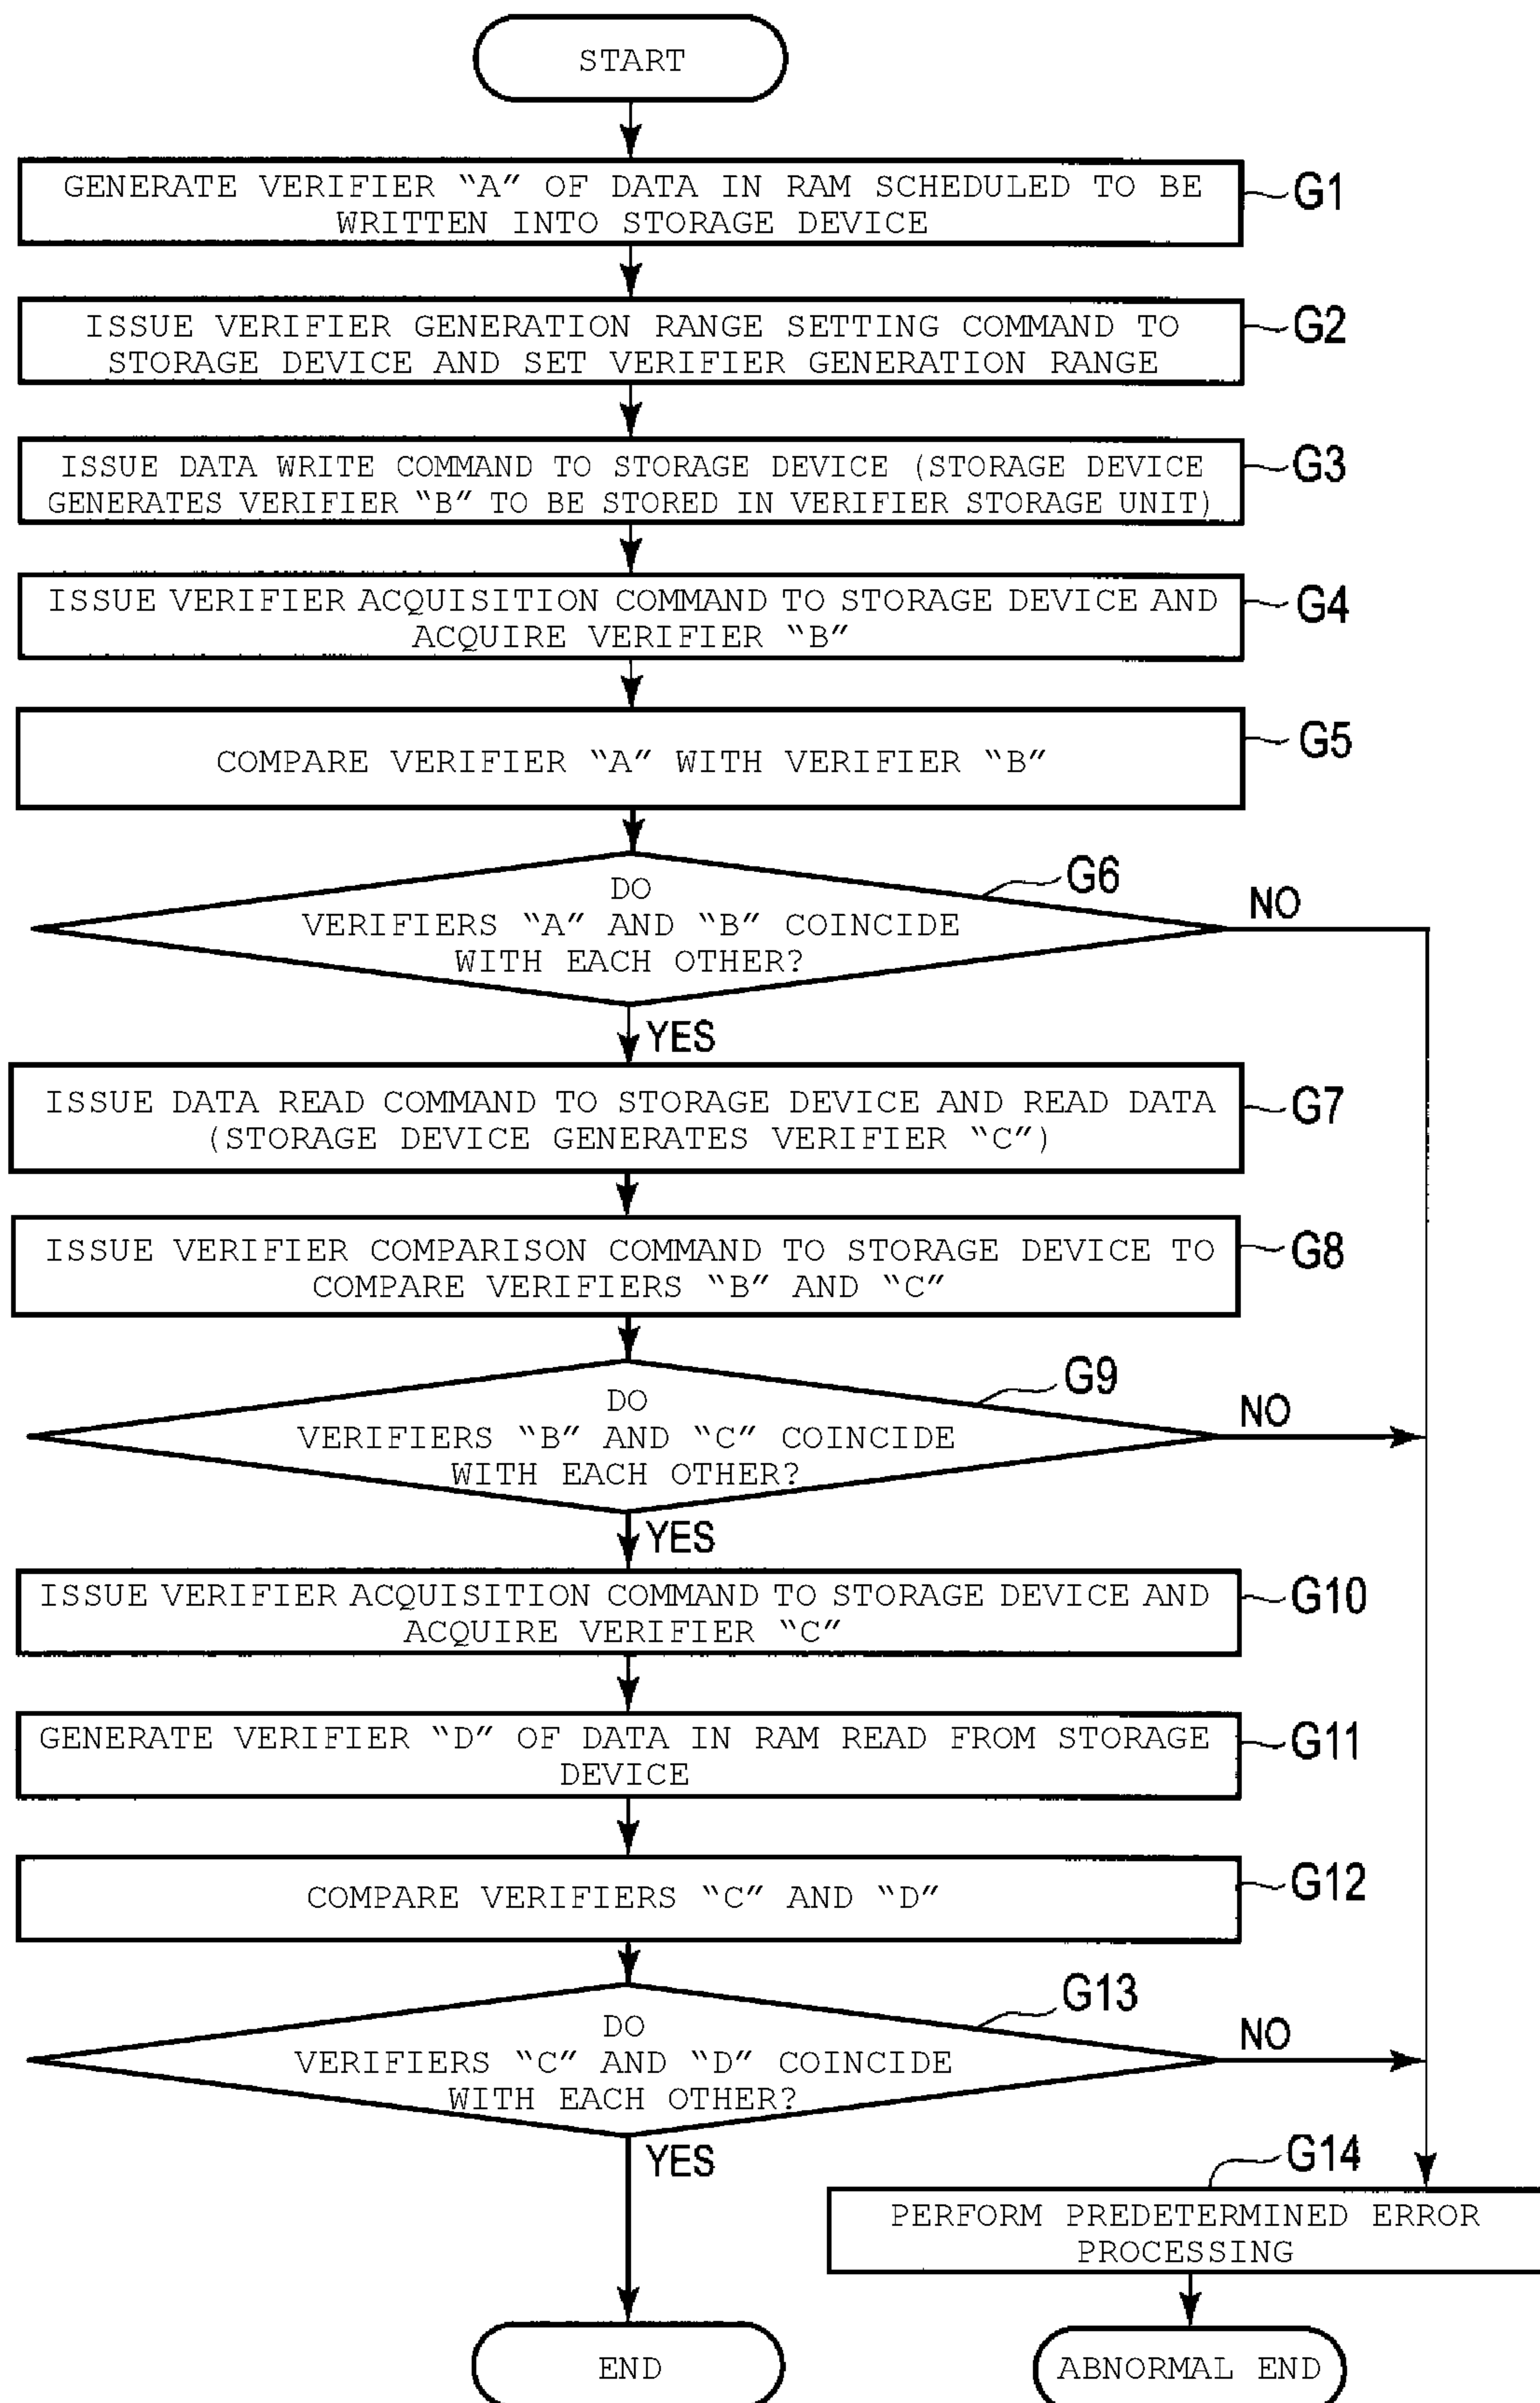 START
GENERATE VERIFIER “A” OF DATA IN RAM SCHEDULED TO BE
WRITTEN INTO STORAGE DEVICE
G1
ISSUE VERIFIER GENERATION RANGE SETTING COMMAND TO
STORAGE DEVICE AND SET VERIFIER GENERATION RANGE
G2
ISSUE DATA WRITE COMMAND TO STORAGE DEVICE (STORAGE DEVICE
GENERATES VERIFIER “B” TO BE STORED IN VERIFIER STORAGE UNIT)
G3
ISSUE VERIFIER ACQUISITION COMMAND TO STORAGE DEVICE AND
ACQUIRE VERIFIER “B”
G4
COMPARE VERIFIER “A” WITH VERIFIER “B”
G5
DO
VERIFIERS “A” AND “B” COINCIDE
WITH EACH OTHER?
G6
NO
YES
ISSUE DATA READ COMMAND TO STORAGE DEVICE AND READ DATA
(STORAGE DEVICE GENERATES VERIFIER “C”)
G7
ISSUE VERIFIER COMPARISON COMMAND TO STORAGE DEVICE TO
COMPARE VERIFIERS “B” AND “C”
G8
DO
VERIFIERS “B” AND “C” COINCIDE
WITH EACH OTHER?
G9
NO
YES
ISSUE VERIFIER ACQUISITION COMMAND TO STORAGE DEVICE AND
ACQUIRE VERIFIER “C”
G10
GENERATE VERIFIER “D” OF DATA IN RAM READ FROM STORAGE
DEVICE
G11
COMPARE VERIFIERS “C” AND “D”
G12
DO
VERIFIERS “C” AND “D” COINCIDE
WITH EACH OTHER?
G13
NO
YES
G14
PERFORM PREDETERMINED ERROR
PROCESSING
END
ABNORMAL END